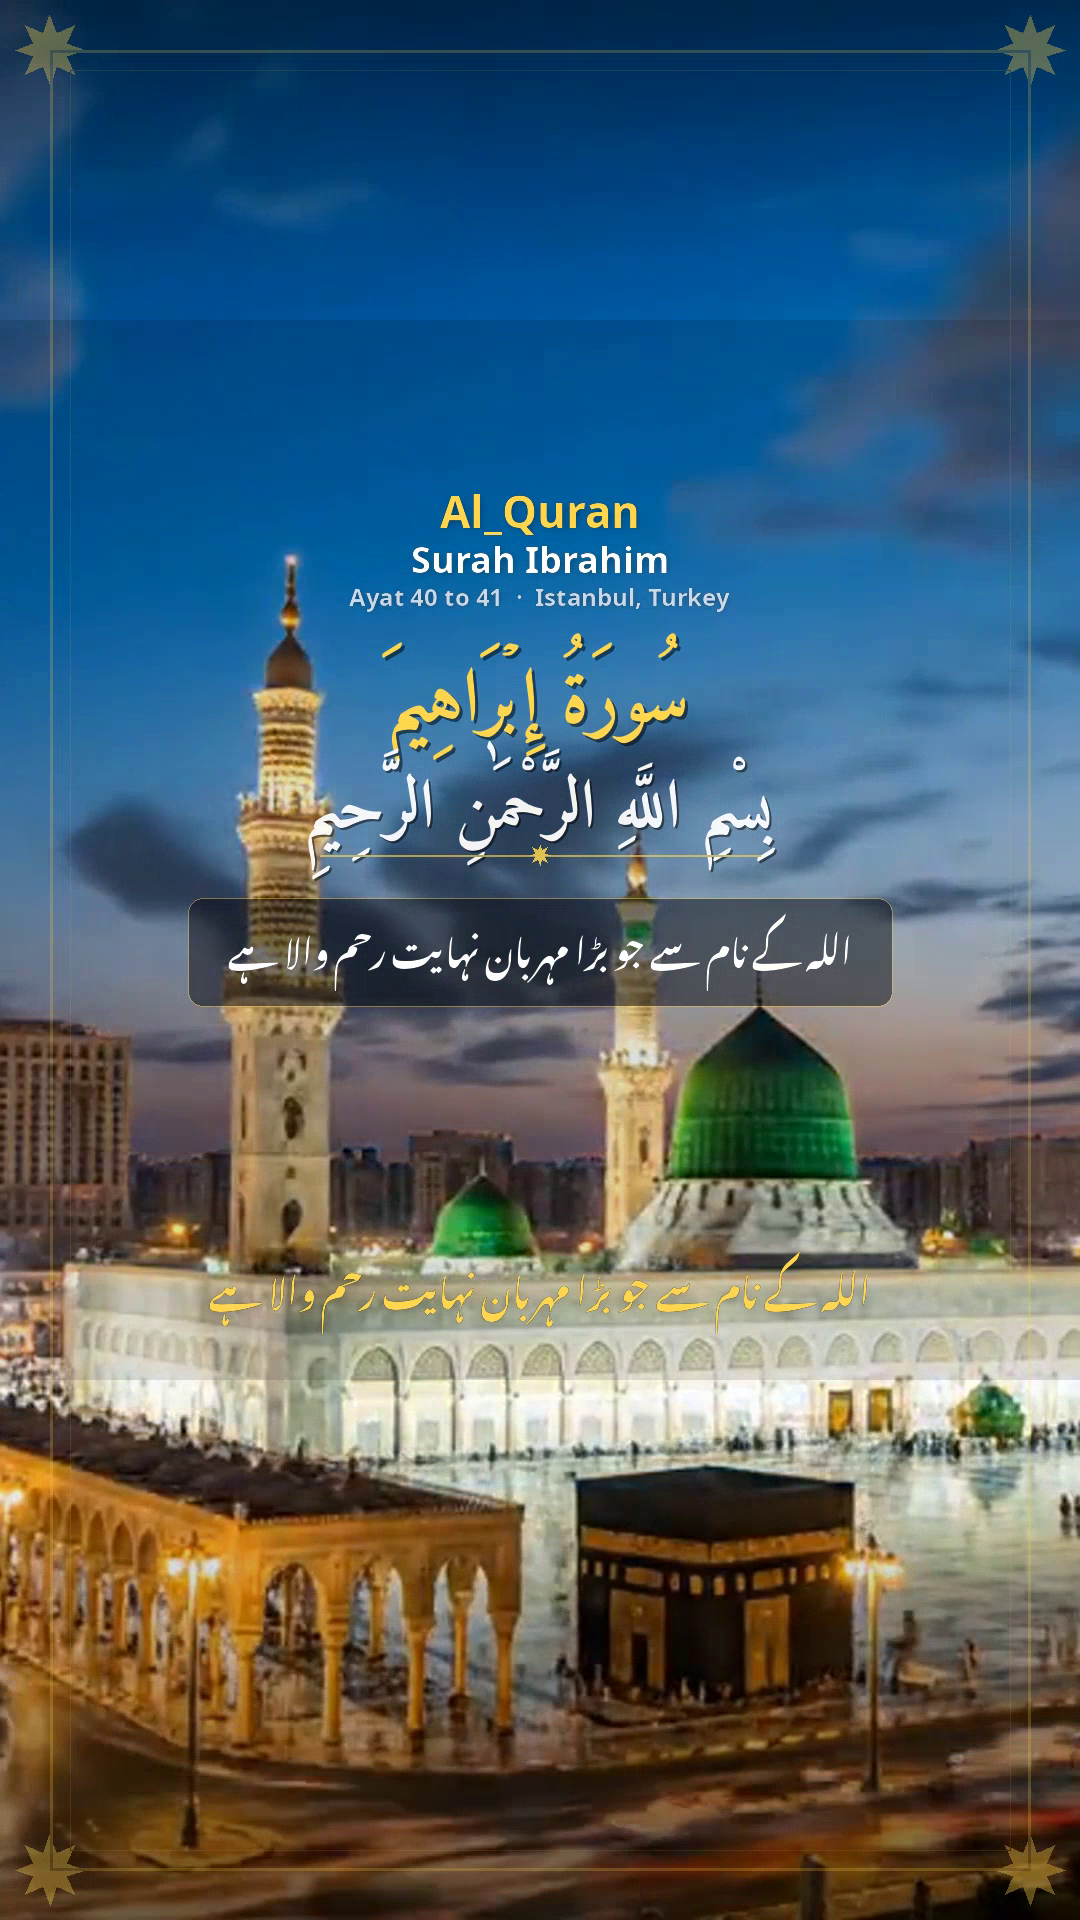 Al_Quran
Surah Ibrahim
Ayat 40 to 41 · Istanbul, Turkey
سُورَةُ إِبْرَاهِيمَ
بِسْمِ اللَّهِ الرَّحْمَٰنِ الرَّحِيمِ
اللہ کے نام سے جو بڑا مہربان نہایت رحم والا ہے
اللہ کے نام سے جو بڑا مہربان نہایت رحم والا ہے